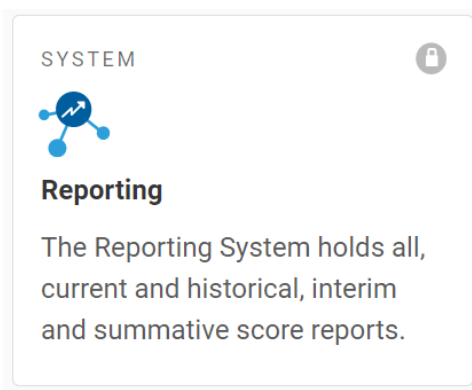 SYSTEM
Reporting
The Reporting System holds all,
current and historical, interim
and summative score reports.